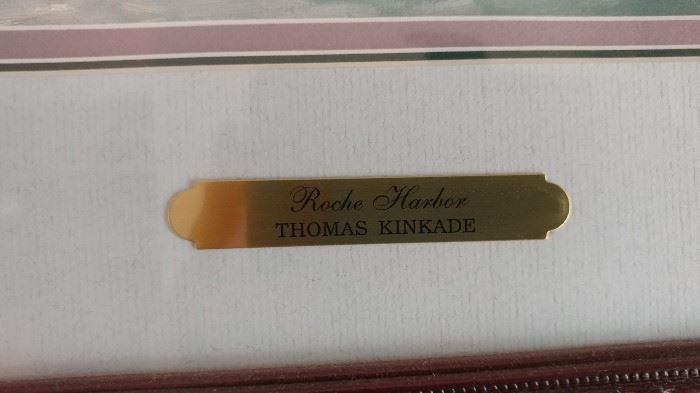 Roche Harbor
THOMAS KINKADE